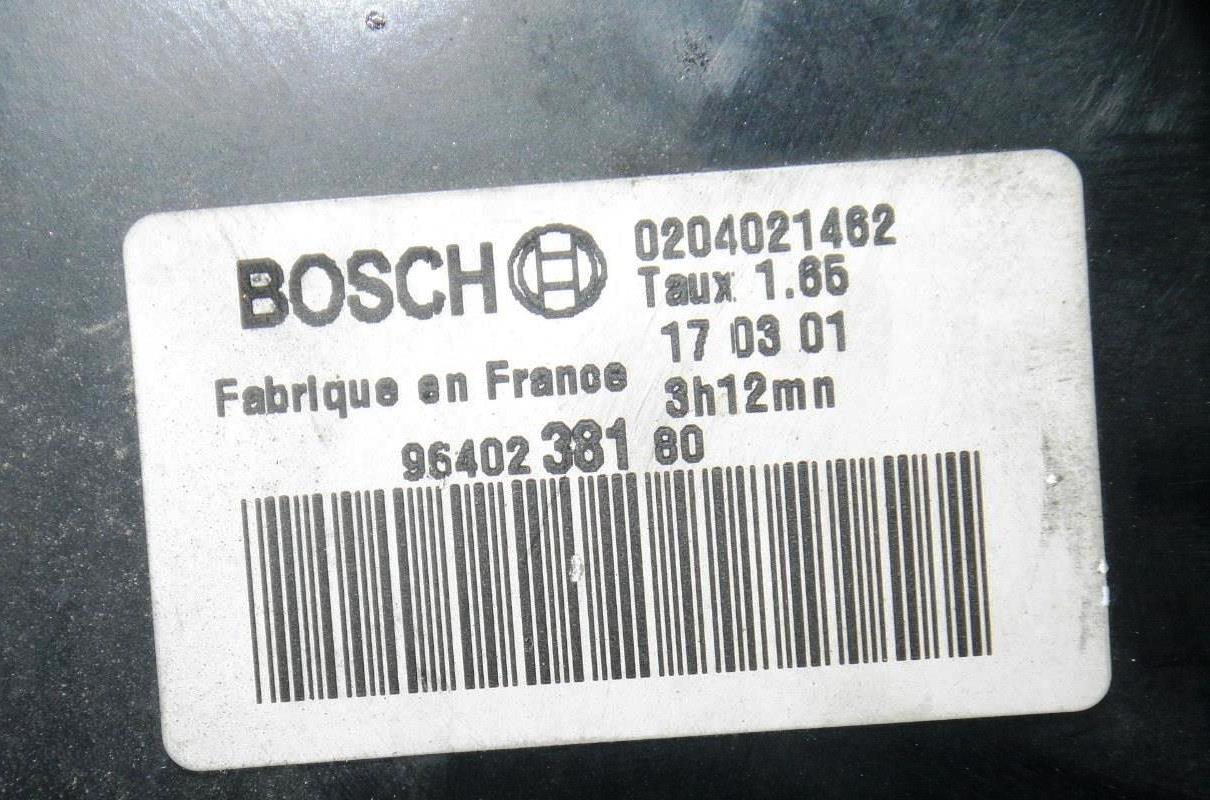 BOSCH
0204021462
Taux 1.65
17 03 01
Fabrique en France
3h12mn
96402 381 80